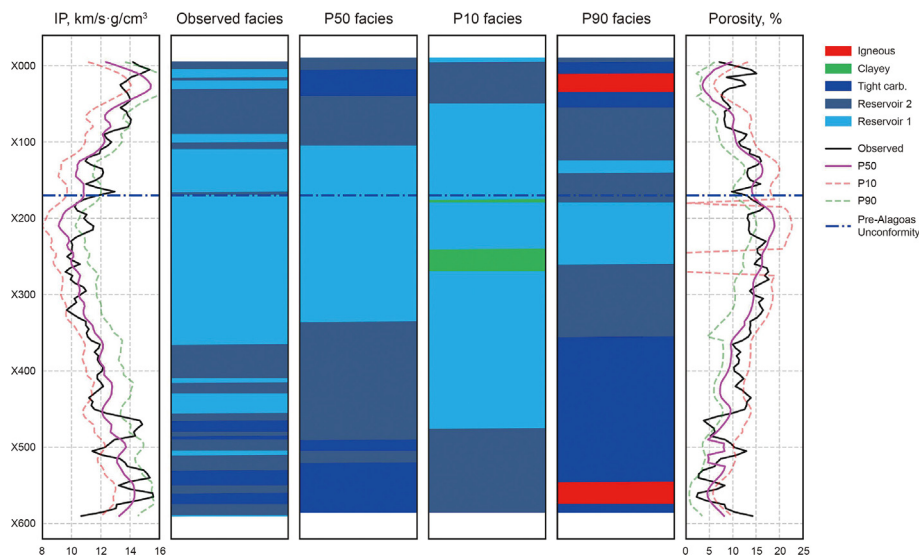 IP, km/s·g/cm³ Observed facies P50 facies P10 facies P90 facies Porosity, %
X000
X100
X200
X300
X400
X500
X600
8 10 12 14 16
0 5 10 15 20 25
Igneous
Clayey
Tight carb.
Reservoir 2
Reservoir 1
Observed
P50
P10
P90
Pre-Alagoas
Unconformity